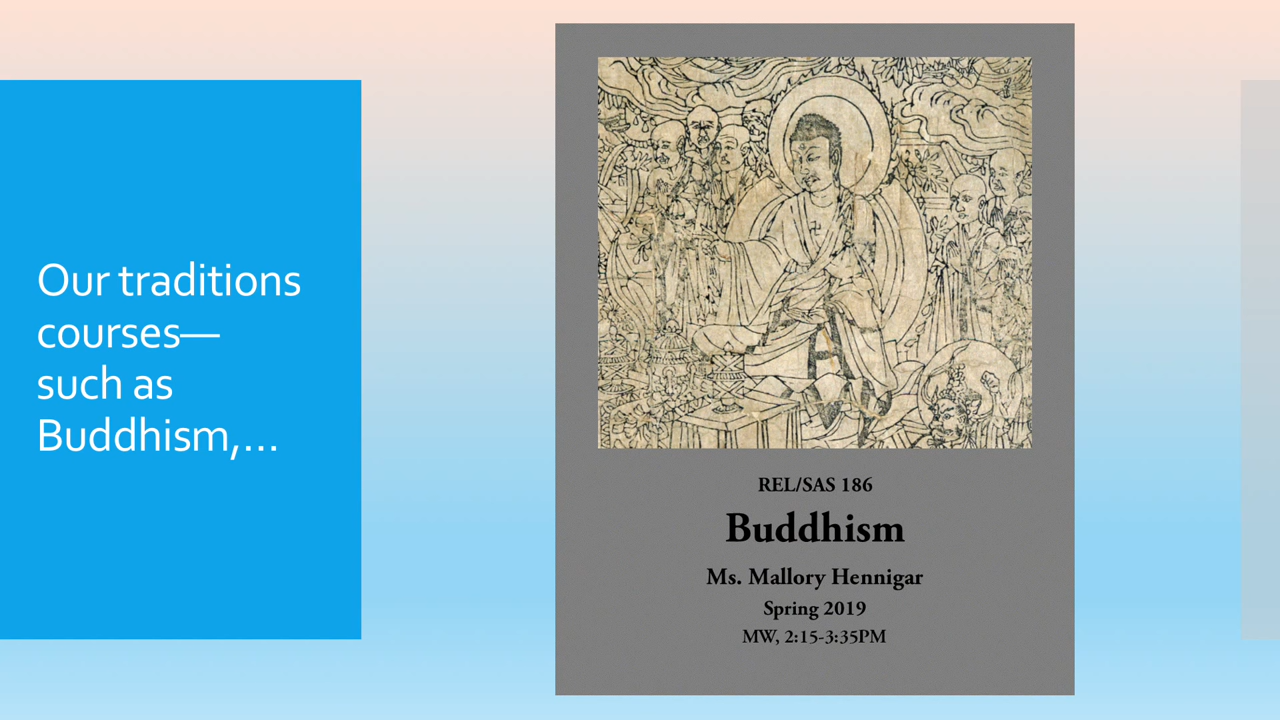 Our traditions
courses—
such as
Buddhism,…
REL/SAS 186
Buddhism
Ms. Mallory Hennigar
Spring 2019
MW, 2:15-3:35PM